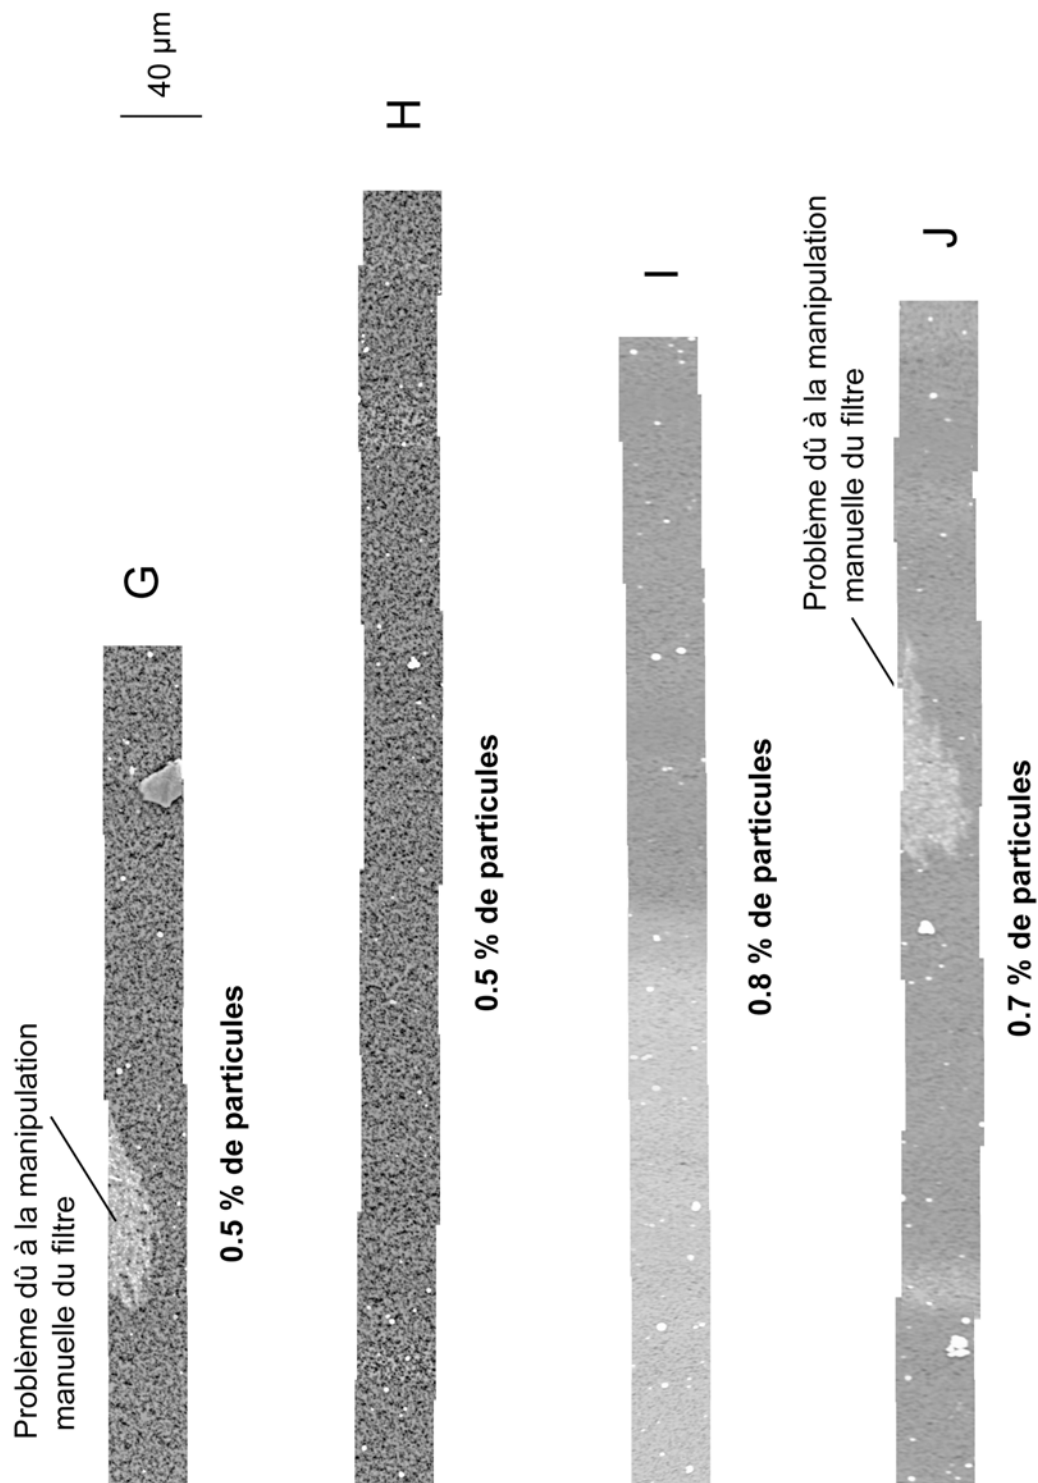 40 µm
G
Problème dû à la manipulation
manuelle du filtre
0.5 % de particules
H
0.5 % de particules
I
0.8 % de particules
J
Problème dû à la manipulation
manuelle du filtre
0.7 % de particules